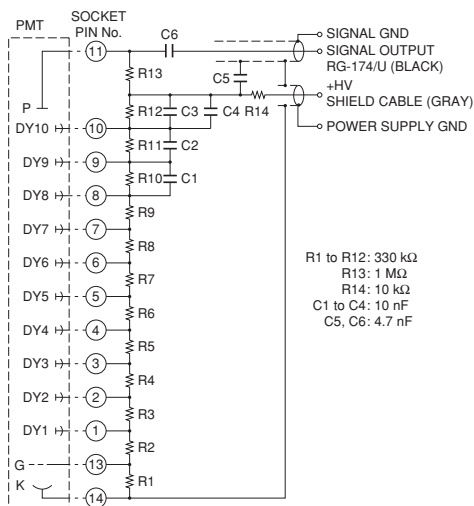 PMT
SOCKET
PIN No.
11
C6
SIGNAL GND
SIGNAL OUTPUT
RG-174/U (BLACK)
R13
C5
+HV
SHIELD CABLE (GRAY)
P
R12
C3
C4
R14
DY10
10
POWER SUPPLY GND
R11
C2
DY9
9
R10
C1
DY8
8
R9
DY7
7
R8
DY6
6
R7
DY5
5
R6
DY4
4
R5
DY3
3
R4
DY2
2
R3
DY1
1
R2
G
13
K
R1
14
R1 to R12: 330 kΩ
R13: 1 MΩ
R14: 10 kΩ
C1 to C4: 10 nF
C5, C6: 4.7 nF